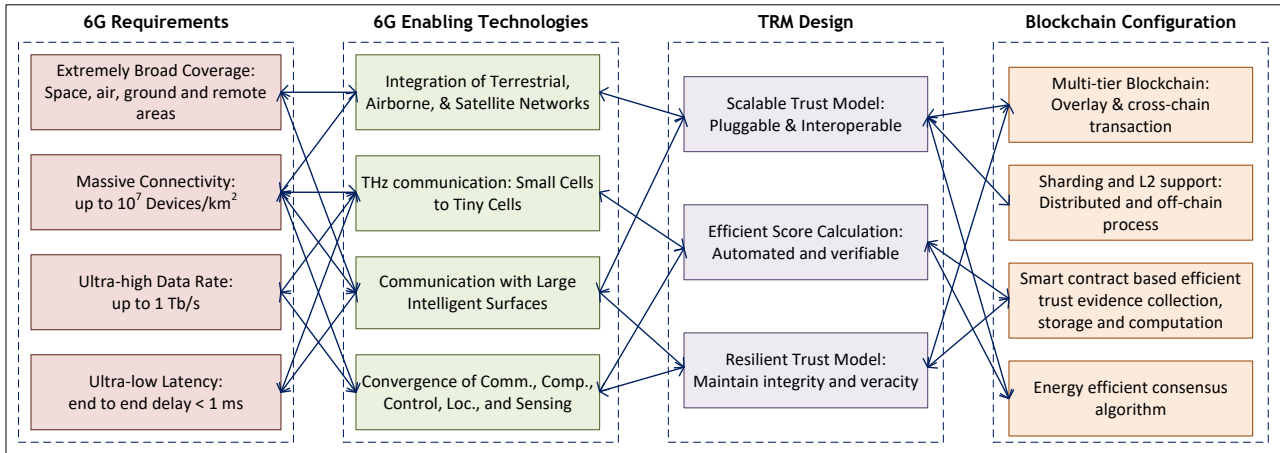 6G Requirements
Extremely Broad Coverage:
Space, air, ground and remote
areas
Massive Connectivity:
up to 10⁷ Devices/km²
Ultra-high Data Rate:
up to 1 Tb/s
Ultra-low Latency:
end to end delay < 1 ms
6G Enabling Technologies
Integration of Terrestrial,
Airborne, & Satellite Networks
THz communication: Small Cells
to Tiny Cells
Communication with Large
Intelligent Surfaces
Convergence of Comm., Comp.,
Control, Loc., and Sensing
TRM Design
Scalable Trust Model:
Pluggable & Interoperable
Efficient Score Calculation:
Automated and verifiable
Resilient Trust Model:
Maintain integrity and veracity
Blockchain Configuration
Multi-tier Blockchain:
Overlay & cross-chain
transaction
Sharding and L2 support:
Distributed and off-chain
process
Smart contract based efficient
trust evidence collection,
storage and computation
Energy efficient consensus
algorithm